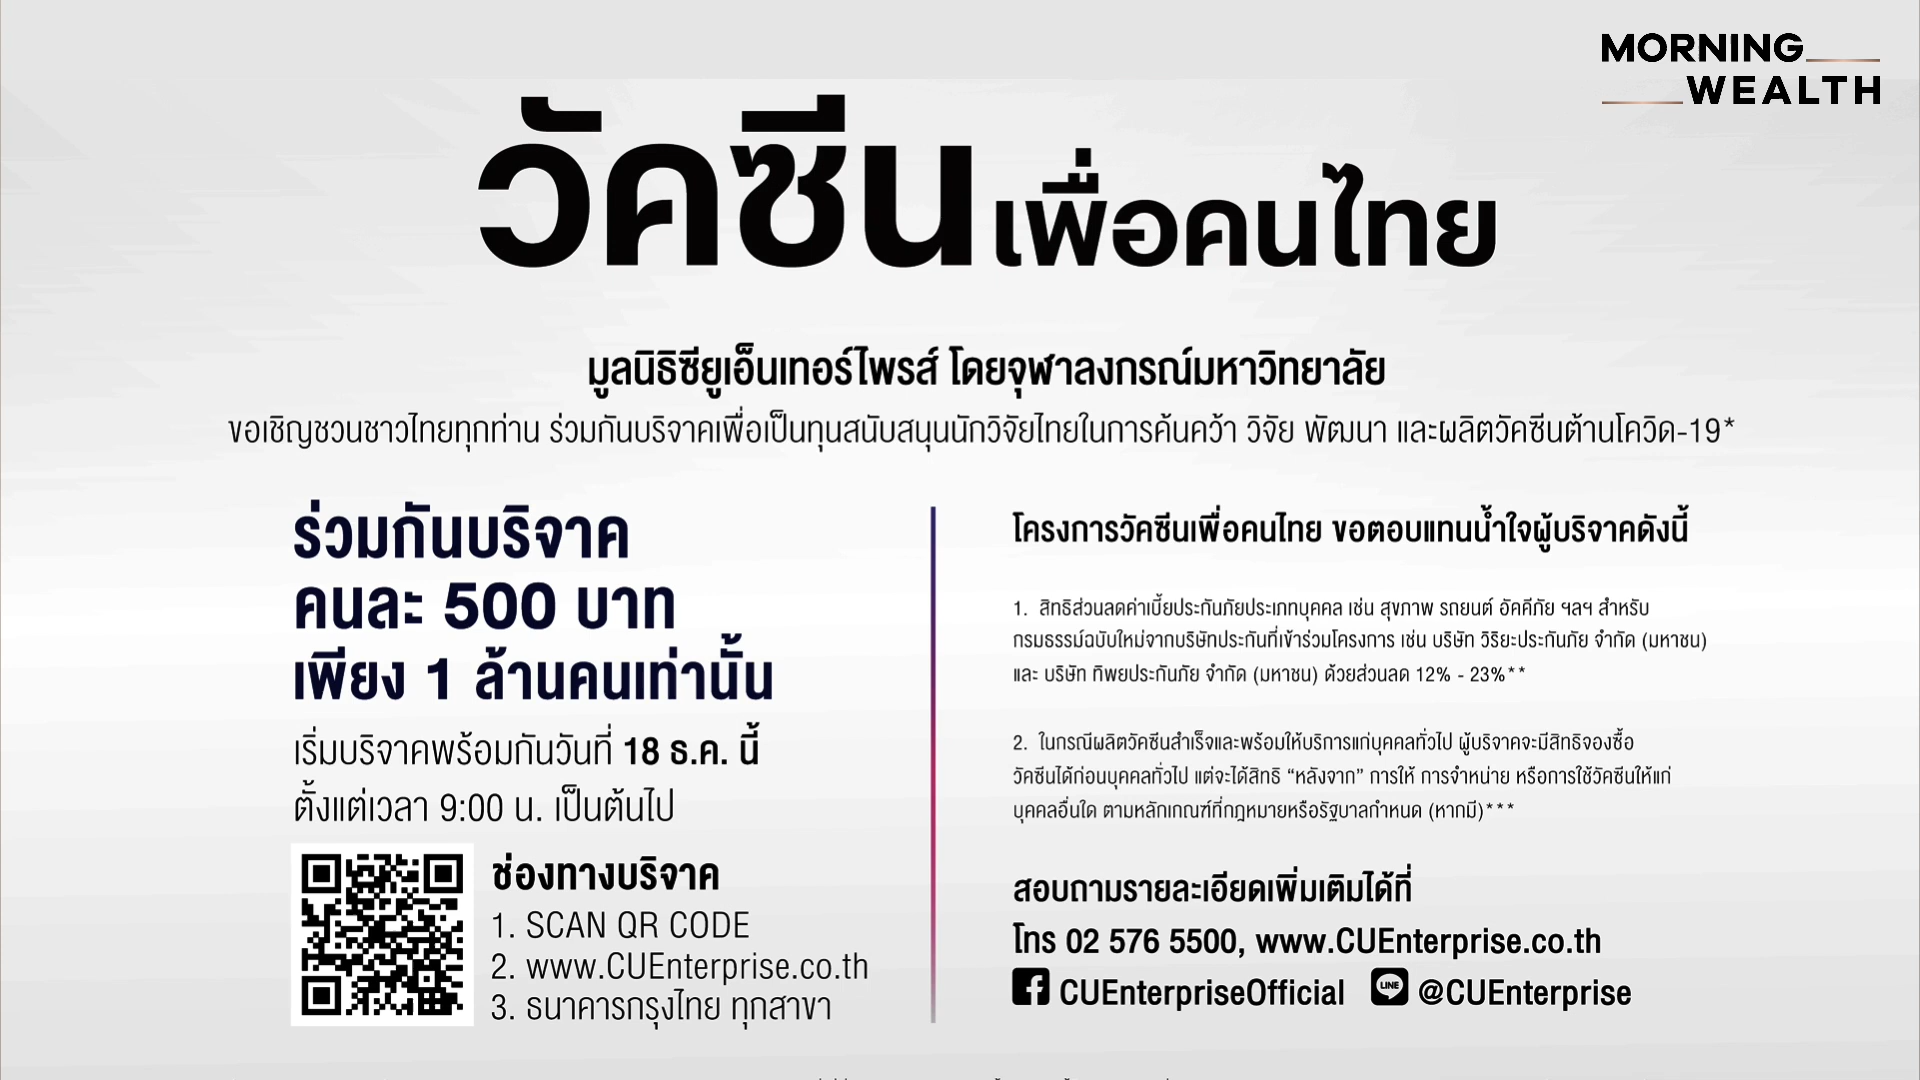 MORNING
WEALTH
วัคซีนเพื่อคนไทย
มูลนิธิซียูเอ็นเทอร์ไพรส์ โดยจุฬาลงกรณ์มหาวิทยาลัย
ขอเชิญชวนชาวไทยทุกท่าน ร่วมกันบริจาคเพื่อเป็นทุนสนับสนุนนักวิจัยไทยในการค้นคว้า วิจัย พัฒนา และผลิตวัคซีนต้านโควิด-19*
ร่วมกันบริจาค
คนละ 500 บาท
เพียง 1 ล้านคนเท่านั้น
เริ่มบริจาคพร้อมกันวันที่ 18 ธ.ค. นี้
ตั้งแต่เวลา 9:00 น. เป็นต้นไป
ช่องทางบริจาค
1. SCAN QR CODE
2. www.CUEnterprise.co.th
3. ธนาคารกรุงไทย ทุกสาขา
โครงการวัคซีนเพื่อคนไทย ขอตอบแทนน้ำใจผู้บริจาคดังนี้
1. สิทธิส่วนลดค่าเบี้ยประกันภัยประเภทบุคคล เช่น สุขภาพ รถยนต์ อัคคีภัย ฯลฯ สำหรับ
กรมธรรม์ฉบับใหม่จากบริษัทประกันที่เข้าร่วมโครงการ เช่น บริษัท วิริยะประกันภัย จำกัด (มหาชน)
และ บริษัท ทิพยประกันภัย จำกัด (มหาชน) ด้วยส่วนลด 12% - 23%**
2. ในกรณีผลิตวัคซีนสำเร็จและพร้อมให้บริการแก่บุคคลทั่วไป ผู้บริจาคจะมีสิทธิจองซื้อ
วัคซีนได้ก่อนบุคคลทั่วไป แต่จะได้สิทธิ “หลังจาก” การให้ การจำหน่าย หรือการใช้วัคซีนให้แก่
บุคคลอื่นใด ตามหลักเกณฑ์ที่กฎหมายหรือรัฐบาลกำหนด (หากมี)***
สอบถามรายละเอียดเพิ่มเติมได้ที่
โทร 02 576 5500, www.CUEnterprise.co.th
CUEnterpriseOfficial LINE @CUEnterprise